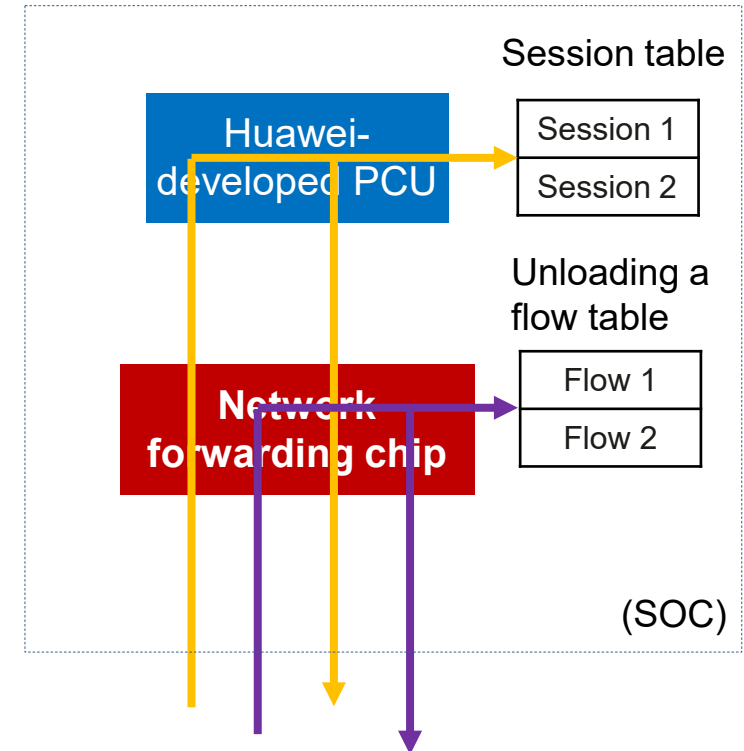 Session table
Huawei-
developed PCU
Session 1
Session 2
Unloading a
flow table
Network
forwarding chip
Flow 1
Flow 2
(SOC)